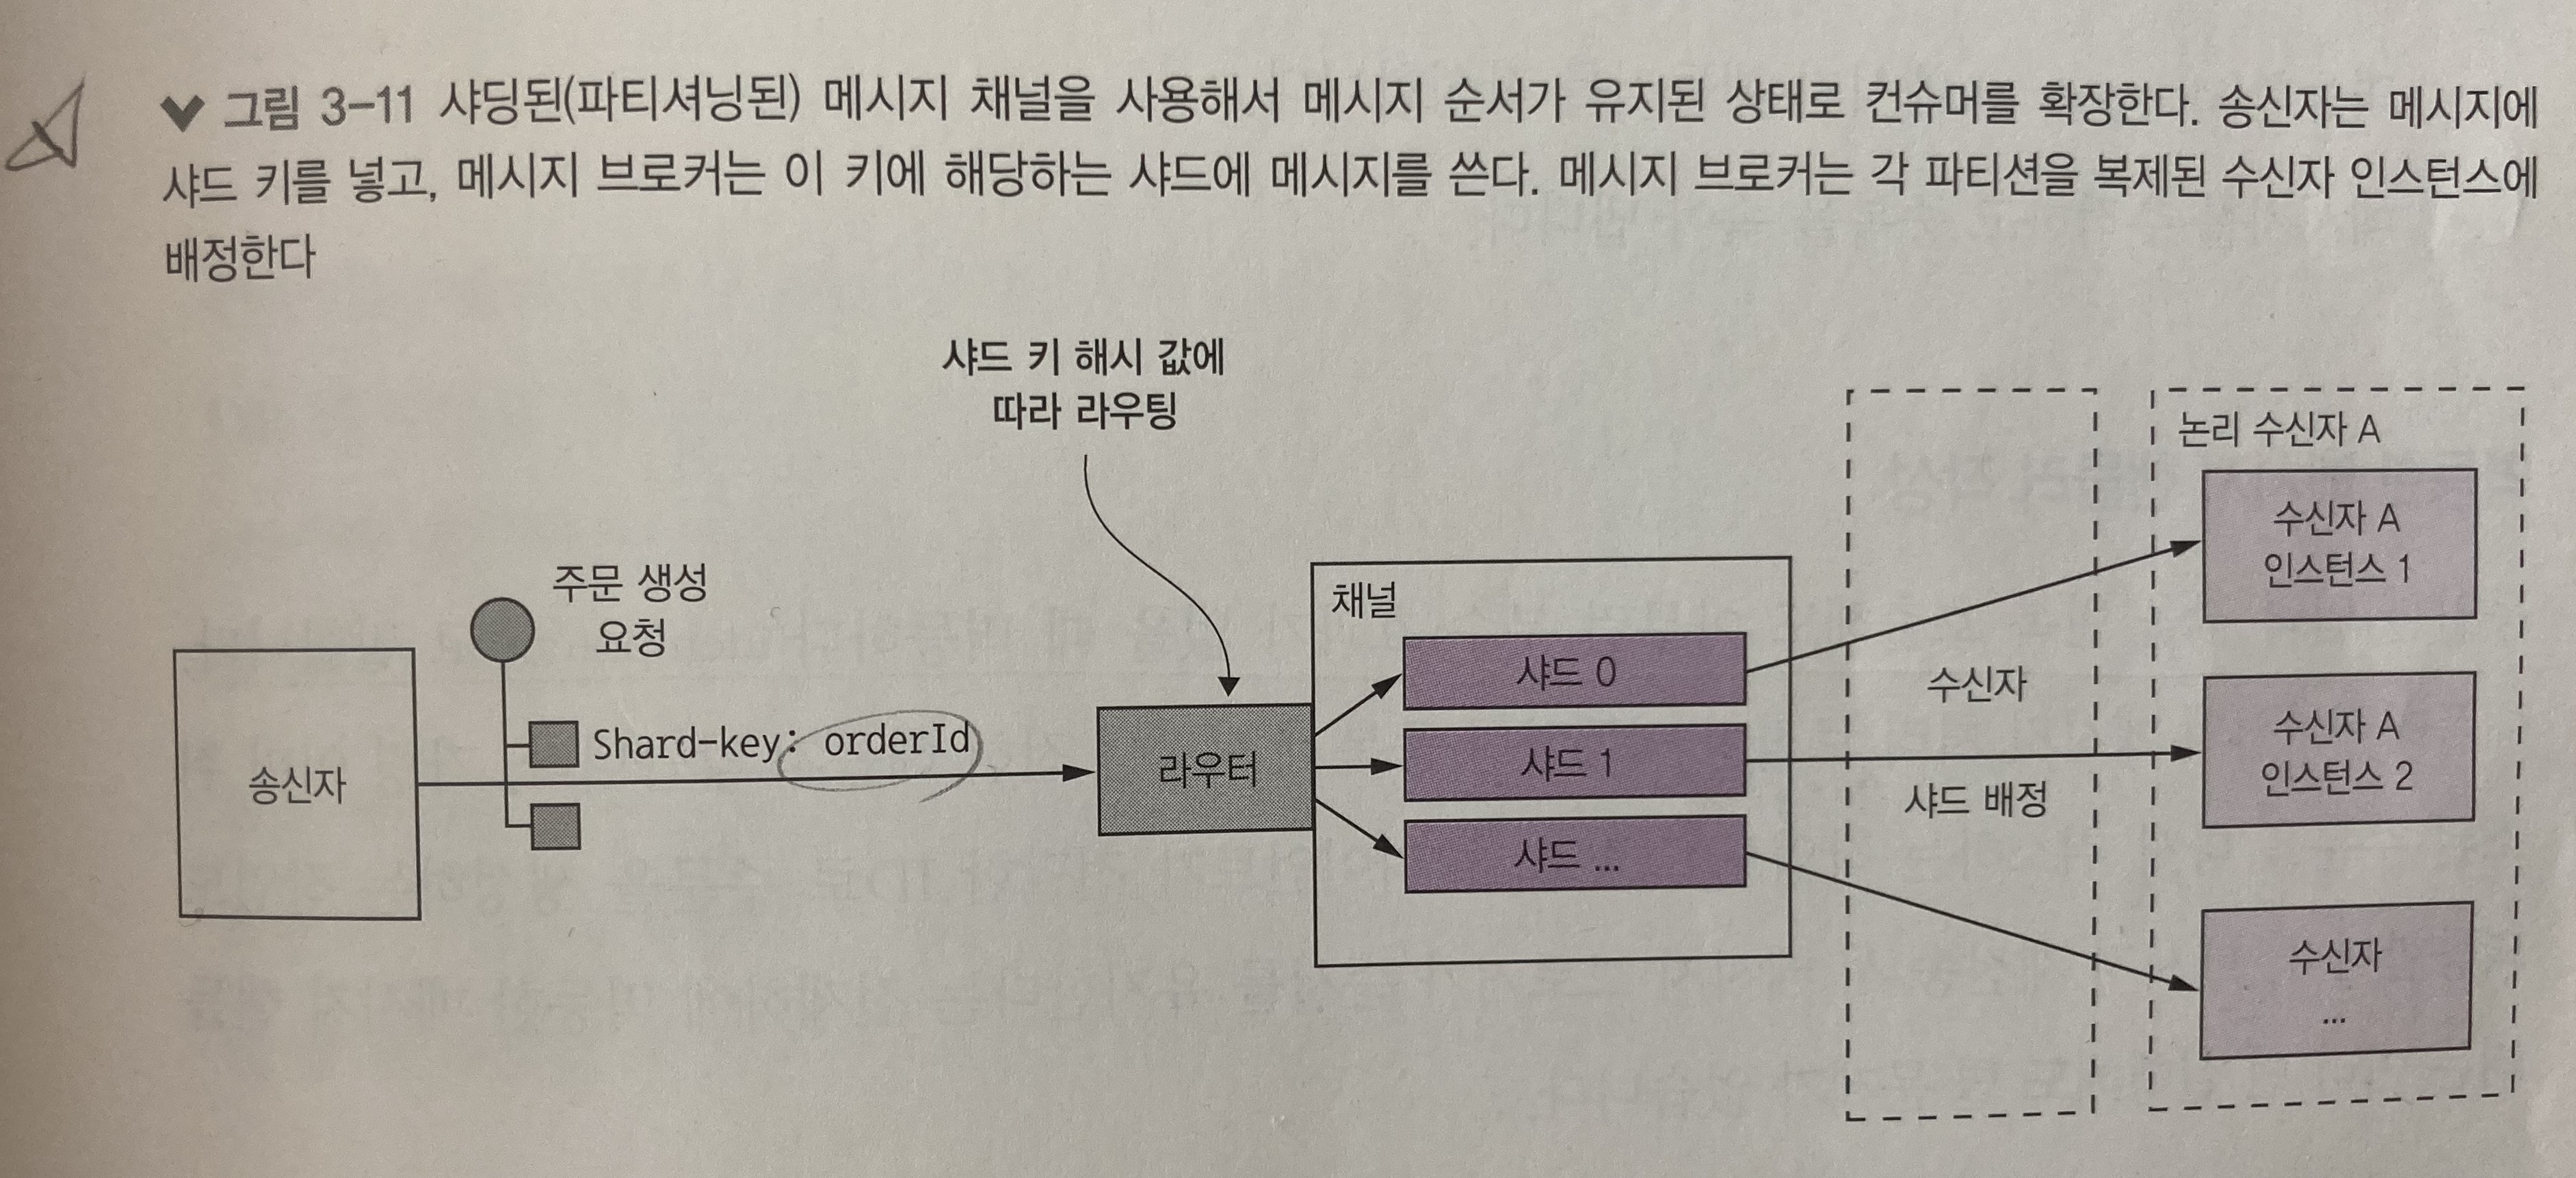 그림 3-11 샤딩된(파티셔닝된) 메시지 채널을 사용해서 메시지 순서가 유지된 상태로 컨슈머를 확장한다. 송신자는 메시지에
샤드 키를 넣고, 메시지 브로커는 이 키에 해당하는 샤드에 메시지를 쓴다. 메시지 브로커는 각 파티션을 복제된 수신자 인스턴스에
배정한다
샤드 키 해시 값에
따라 라우팅
주문 생성
요청
송신자
Shard-key: orderId
라우터
채널
샤드 0
샤드 1
샤드 ...
수신자
샤드 배정
논리 수신자 A
수신자 A
인스턴스 1
수신자 A
인스턴스 2
수신자
...